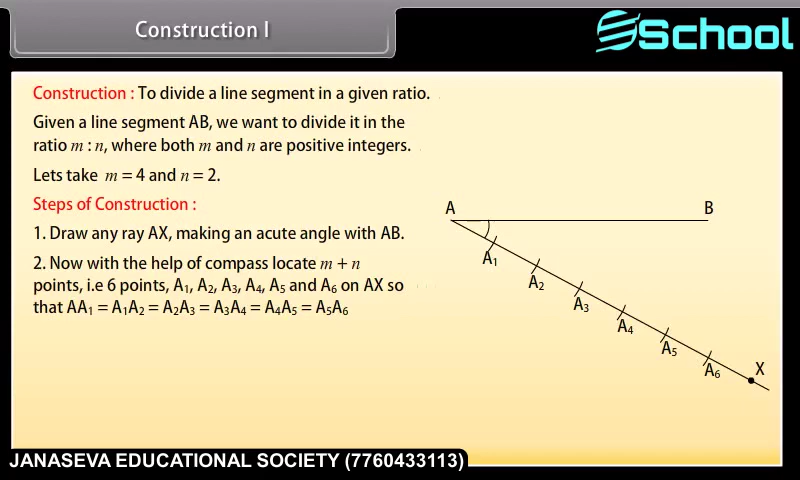 Construction I
School
Construction : To divide a line segment in a given ratio.
Given a line segment AB, we want to divide it in the
ratio m : n, where both m and n are positive integers.
Lets take m = 4 and n = 2.
Steps of Construction :
1. Draw any ray AX, making an acute angle with AB.
2. Now with the help of compass locate m + n
points, i.e 6 points, A₁, A₂, A₃, A₄, A₅ and A₆ on AX so
that AA₁ = A₁A₂ = A₂A₃ = A₃A₄ = A₄A₅ = A₅A₆
A B
A₁
A₂
A₃
A₄
A₅
A₆ X
JANASEVA EDUCATIONAL SOCIETY (7760433113)